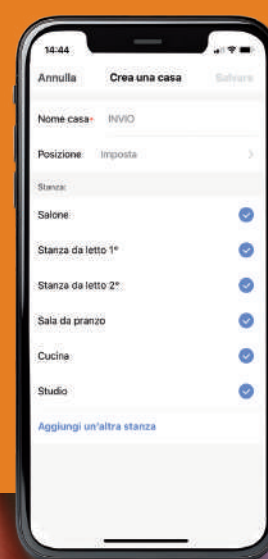 14:44
Annulla Crea una casa Salvare
Nome casa* INVIO
Posizione Imposta
Stanza:
Salone
Stanza da letto 1°
Stanza da letto 2°
Sala da pranzo
Cucina
Studio
Aggiungi un'altra stanza